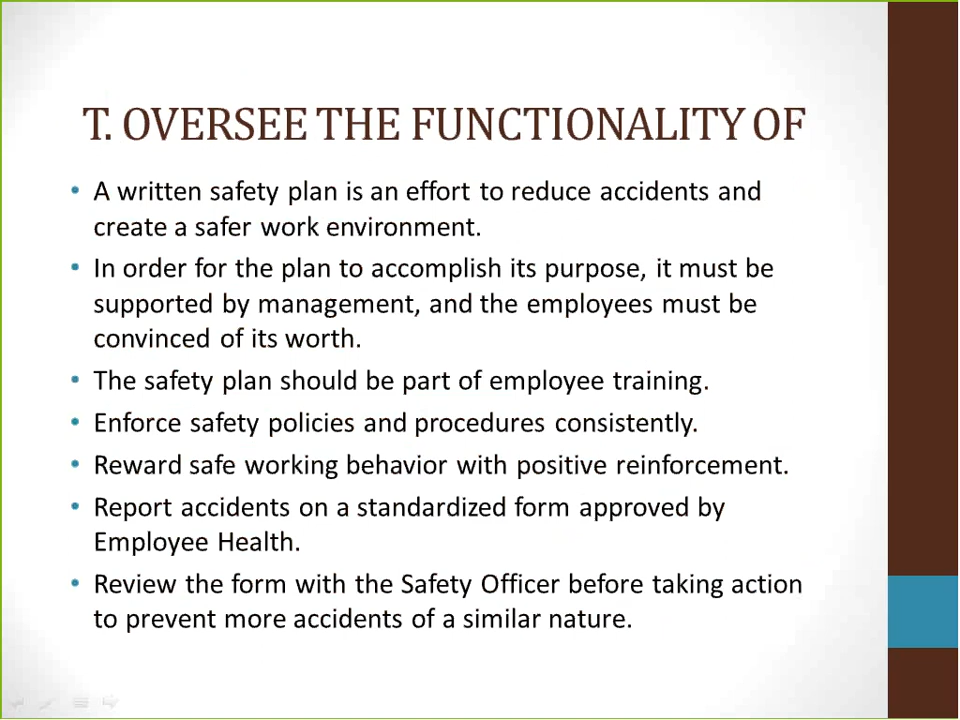 T. OVERSEE THE FUNCTIONALITY OF
• A written safety plan is an effort to reduce accidents and
create a safer work environment.
• In order for the plan to accomplish its purpose, it must be
supported by management, and the employees must be
convinced of its worth.
• The safety plan should be part of employee training.
• Enforce safety policies and procedures consistently.
• Reward safe working behavior with positive reinforcement.
• Report accidents on a standardized form approved by
Employee Health.
• Review the form with the Safety Officer before taking action
to prevent more accidents of a similar nature.